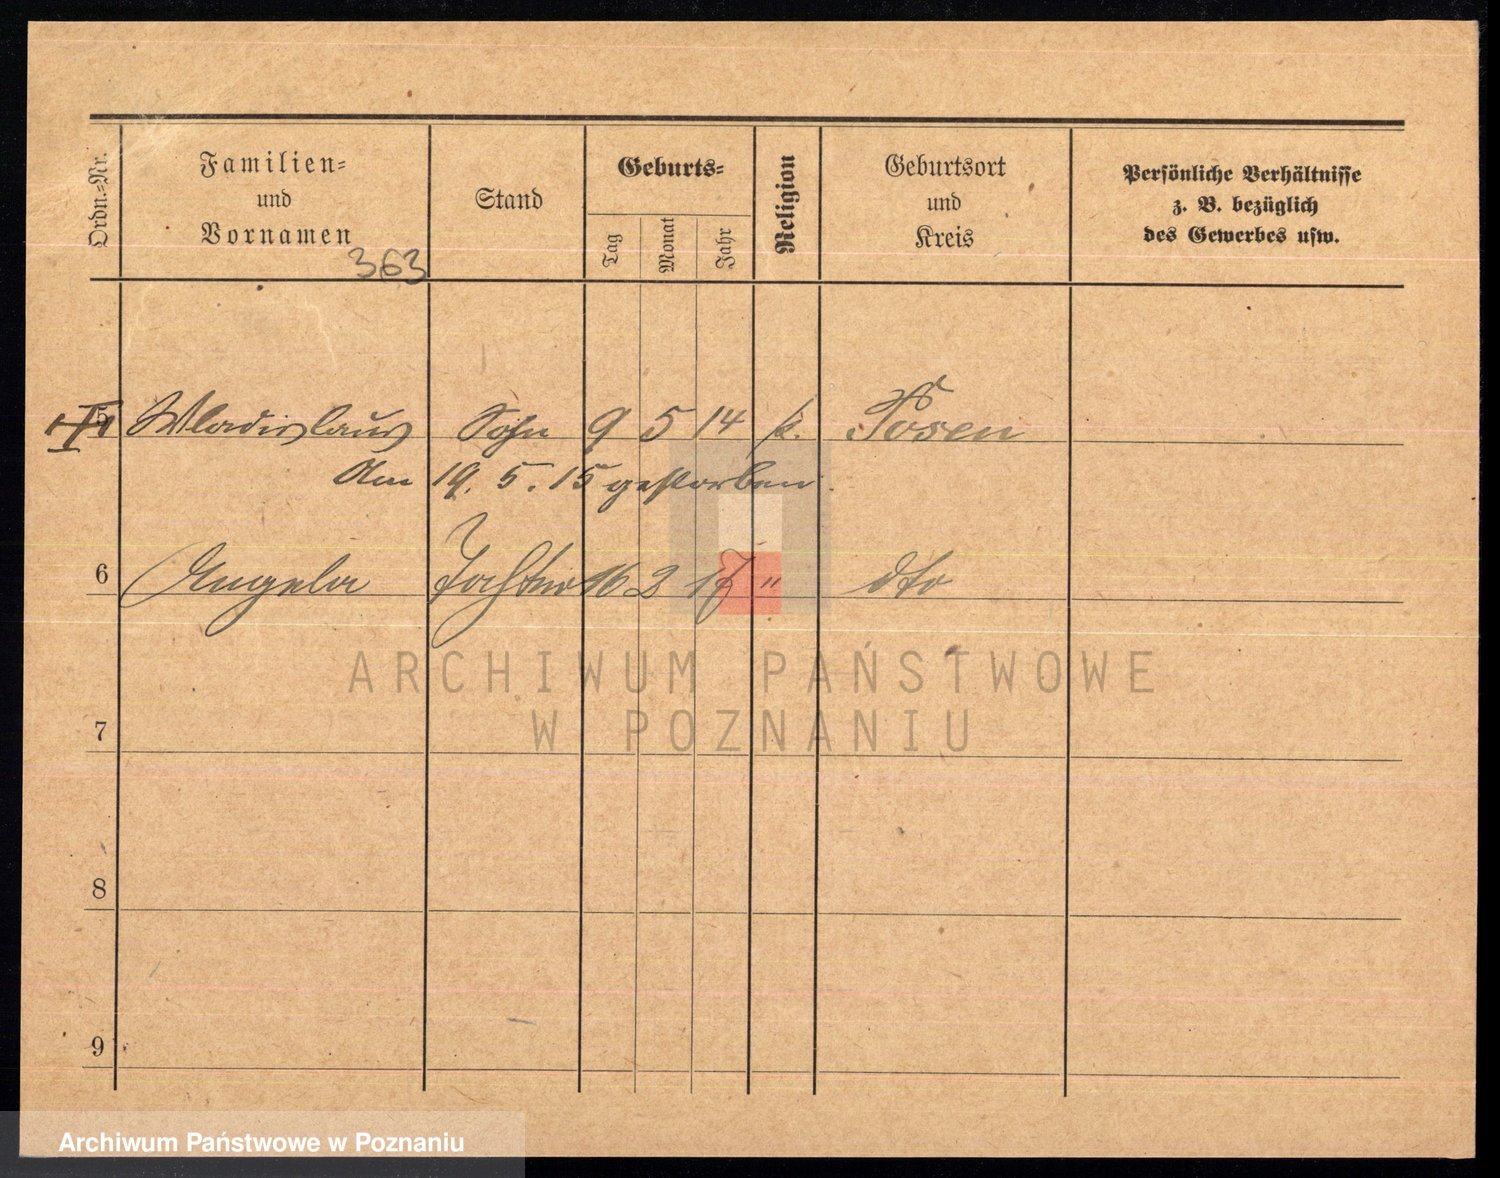 Ordn.-Nr.
Familien-
und
Vornamen
363
Stand
Geburts-
Tag
Monat
Jahr
Religion
Geburtsort
und
Kreis
Persönliche Verhältnisse
z. B. bezüglich
des Gewerbes usw.
5 Wladislaus Sohn 9 5 14 k. Posen
Am 19. 5. 15 gestorben.
6 Angela Tochter 16 2 17 " dto
ARCHIWUM PAŃSTWOWE
W POZNANIU
7
8
9
Archiwum Państwowe w Poznaniu